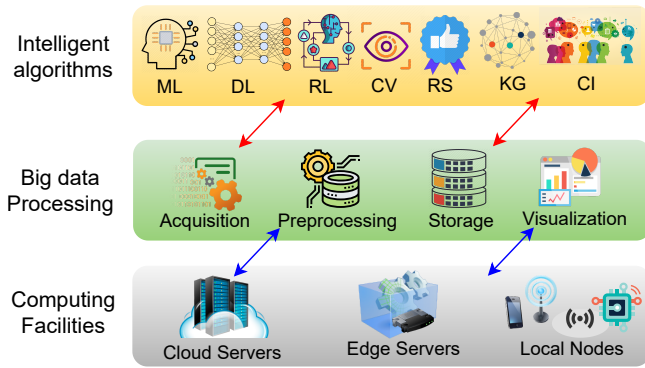 Intelligent
algorithms
ML DL RL CV RS KG CI
Big data
Processing
Acquisition Preprocessing Storage Visualization
Computing
Facilities
Cloud Servers Edge Servers Local Nodes